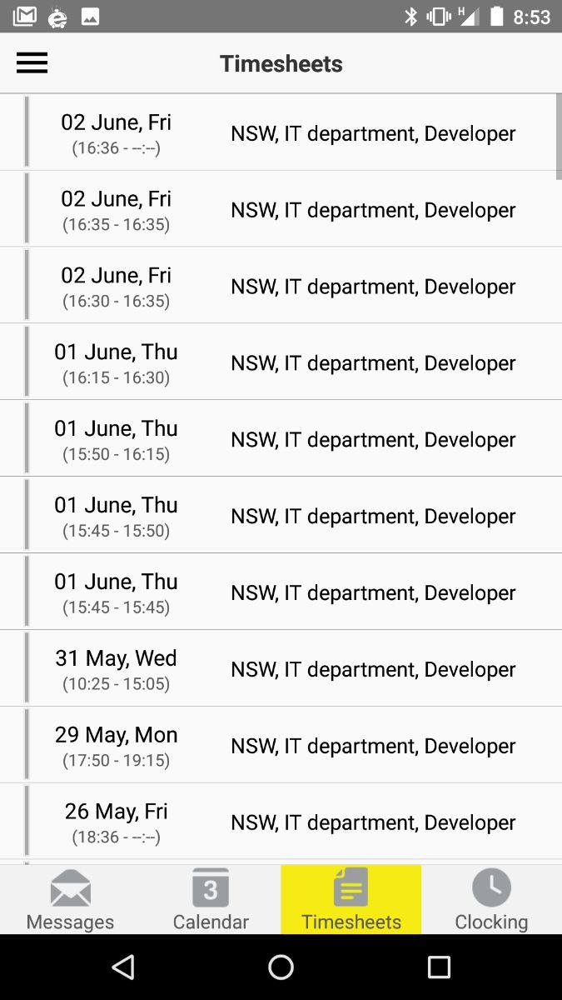 H 8:53
Timesheets
02 June, Fri
(16:36 - --:--)
NSW, IT department, Developer
02 June, Fri
(16:35 - 16:35)
NSW, IT department, Developer
02 June, Fri
(16:30 - 16:35)
NSW, IT department, Developer
01 June, Thu
(16:15 - 16:30)
NSW, IT department, Developer
01 June, Thu
(15:50 - 16:15)
NSW, IT department, Developer
01 June, Thu
(15:45 - 15:50)
NSW, IT department, Developer
01 June, Thu
(15:45 - 15:45)
NSW, IT department, Developer
31 May, Wed
(10:25 - 15:05)
NSW, IT department, Developer
29 May, Mon
(17:50 - 19:15)
NSW, IT department, Developer
26 May, Fri
(18:36 - --:--)
NSW, IT department, Developer
3
Messages Calendar Timesheets Clocking